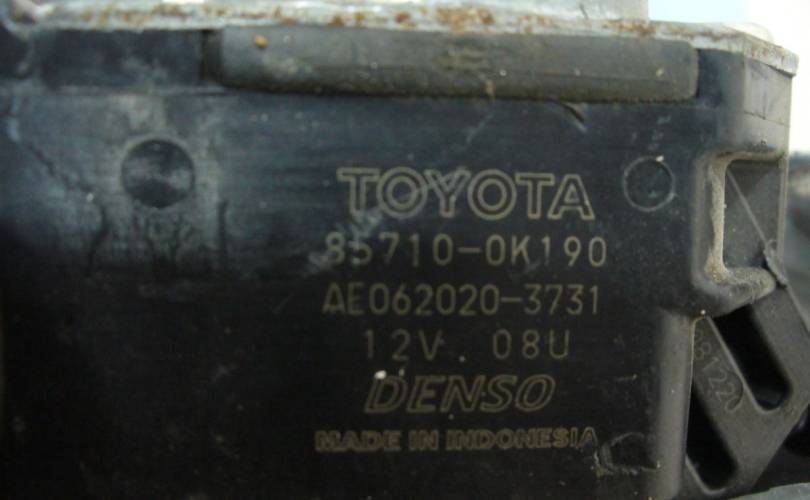 TOYOTA
85710-0K190
AE062020-3731
12V. 08U
DENSO
MADE IN INDONESIA